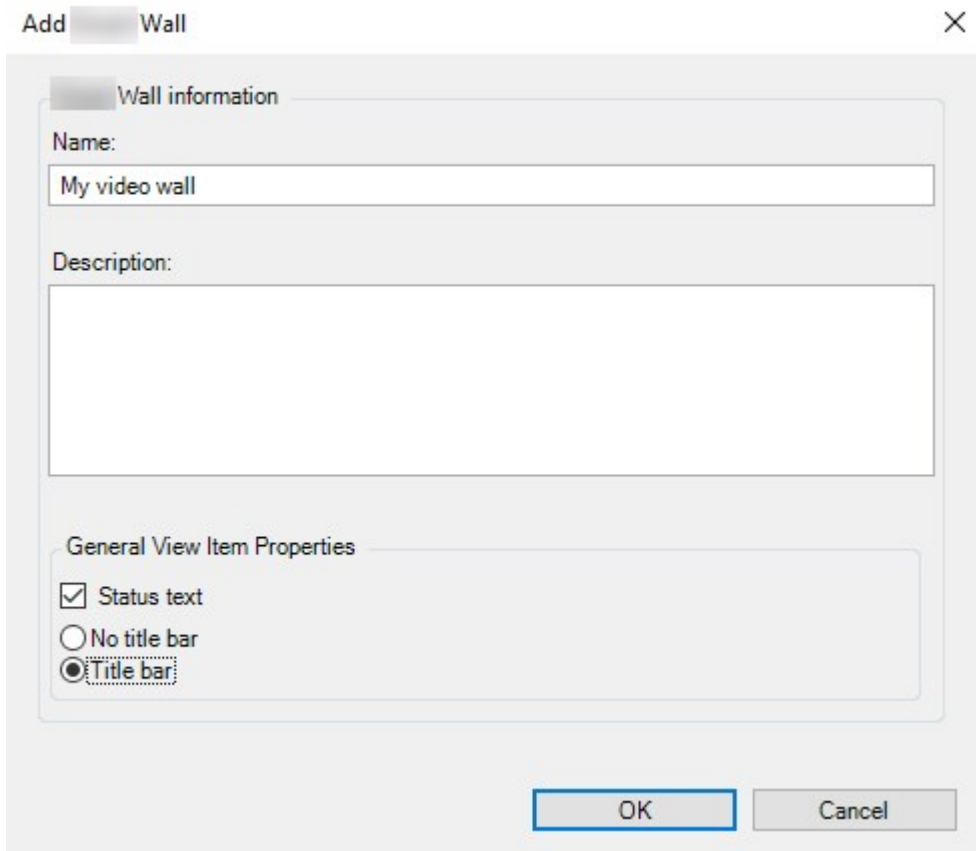 Add Wall
Wall information
Name:
My video wall
Description:
General View Item Properties
Status text
No title bar
Title bar
OK Cancel